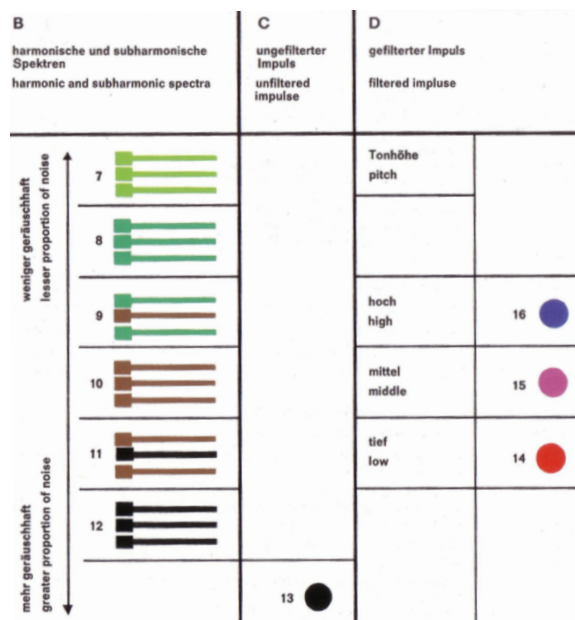 B
harmonische und subharmonische
Spektren
harmonic and subharmonic spectra
C
ungefilterter
Impuls
unfiltered
impulse
D
gefilterter Impuls
filtered impluse
weniger geräuschhaft
lesser proportion of noise
mehr geräuschhaft
greater proportion of noise
7
8
9
10
11
12
13
Tonhöhe
pitch
hoch
high
16
mittel
middle
15
tief
low
14